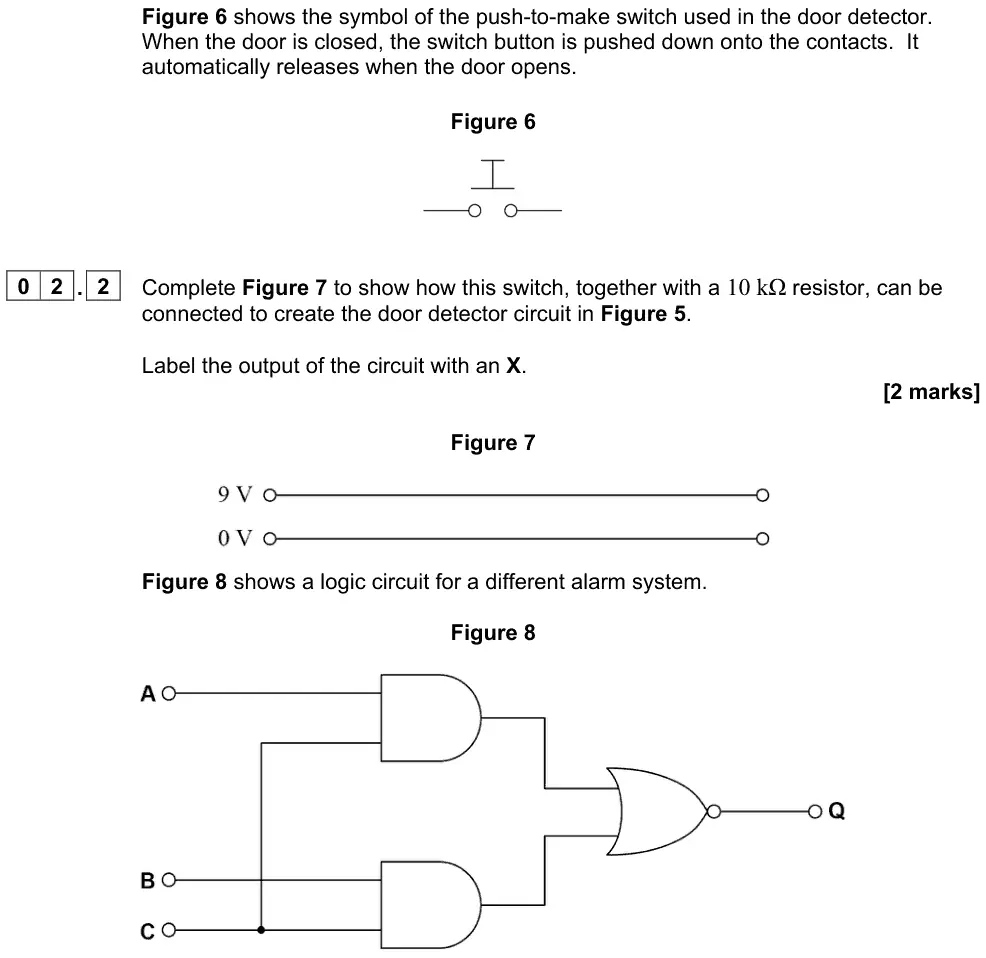 Figure 6 shows the symbol of the push-to-make switch used in the door detector.
When the door is closed, the switch button is pushed down onto the contacts. It
automatically releases when the door opens.
Figure 6
0 2 . 2 Complete Figure 7 to show how this switch, together with a 10 kΩ resistor, can be
connected to create the door detector circuit in Figure 5.
Label the output of the circuit with an X.
[2 marks]
Figure 7
9 V
0 V
Figure 8 shows a logic circuit for a different alarm system.
Figure 8
A
Q
B
C